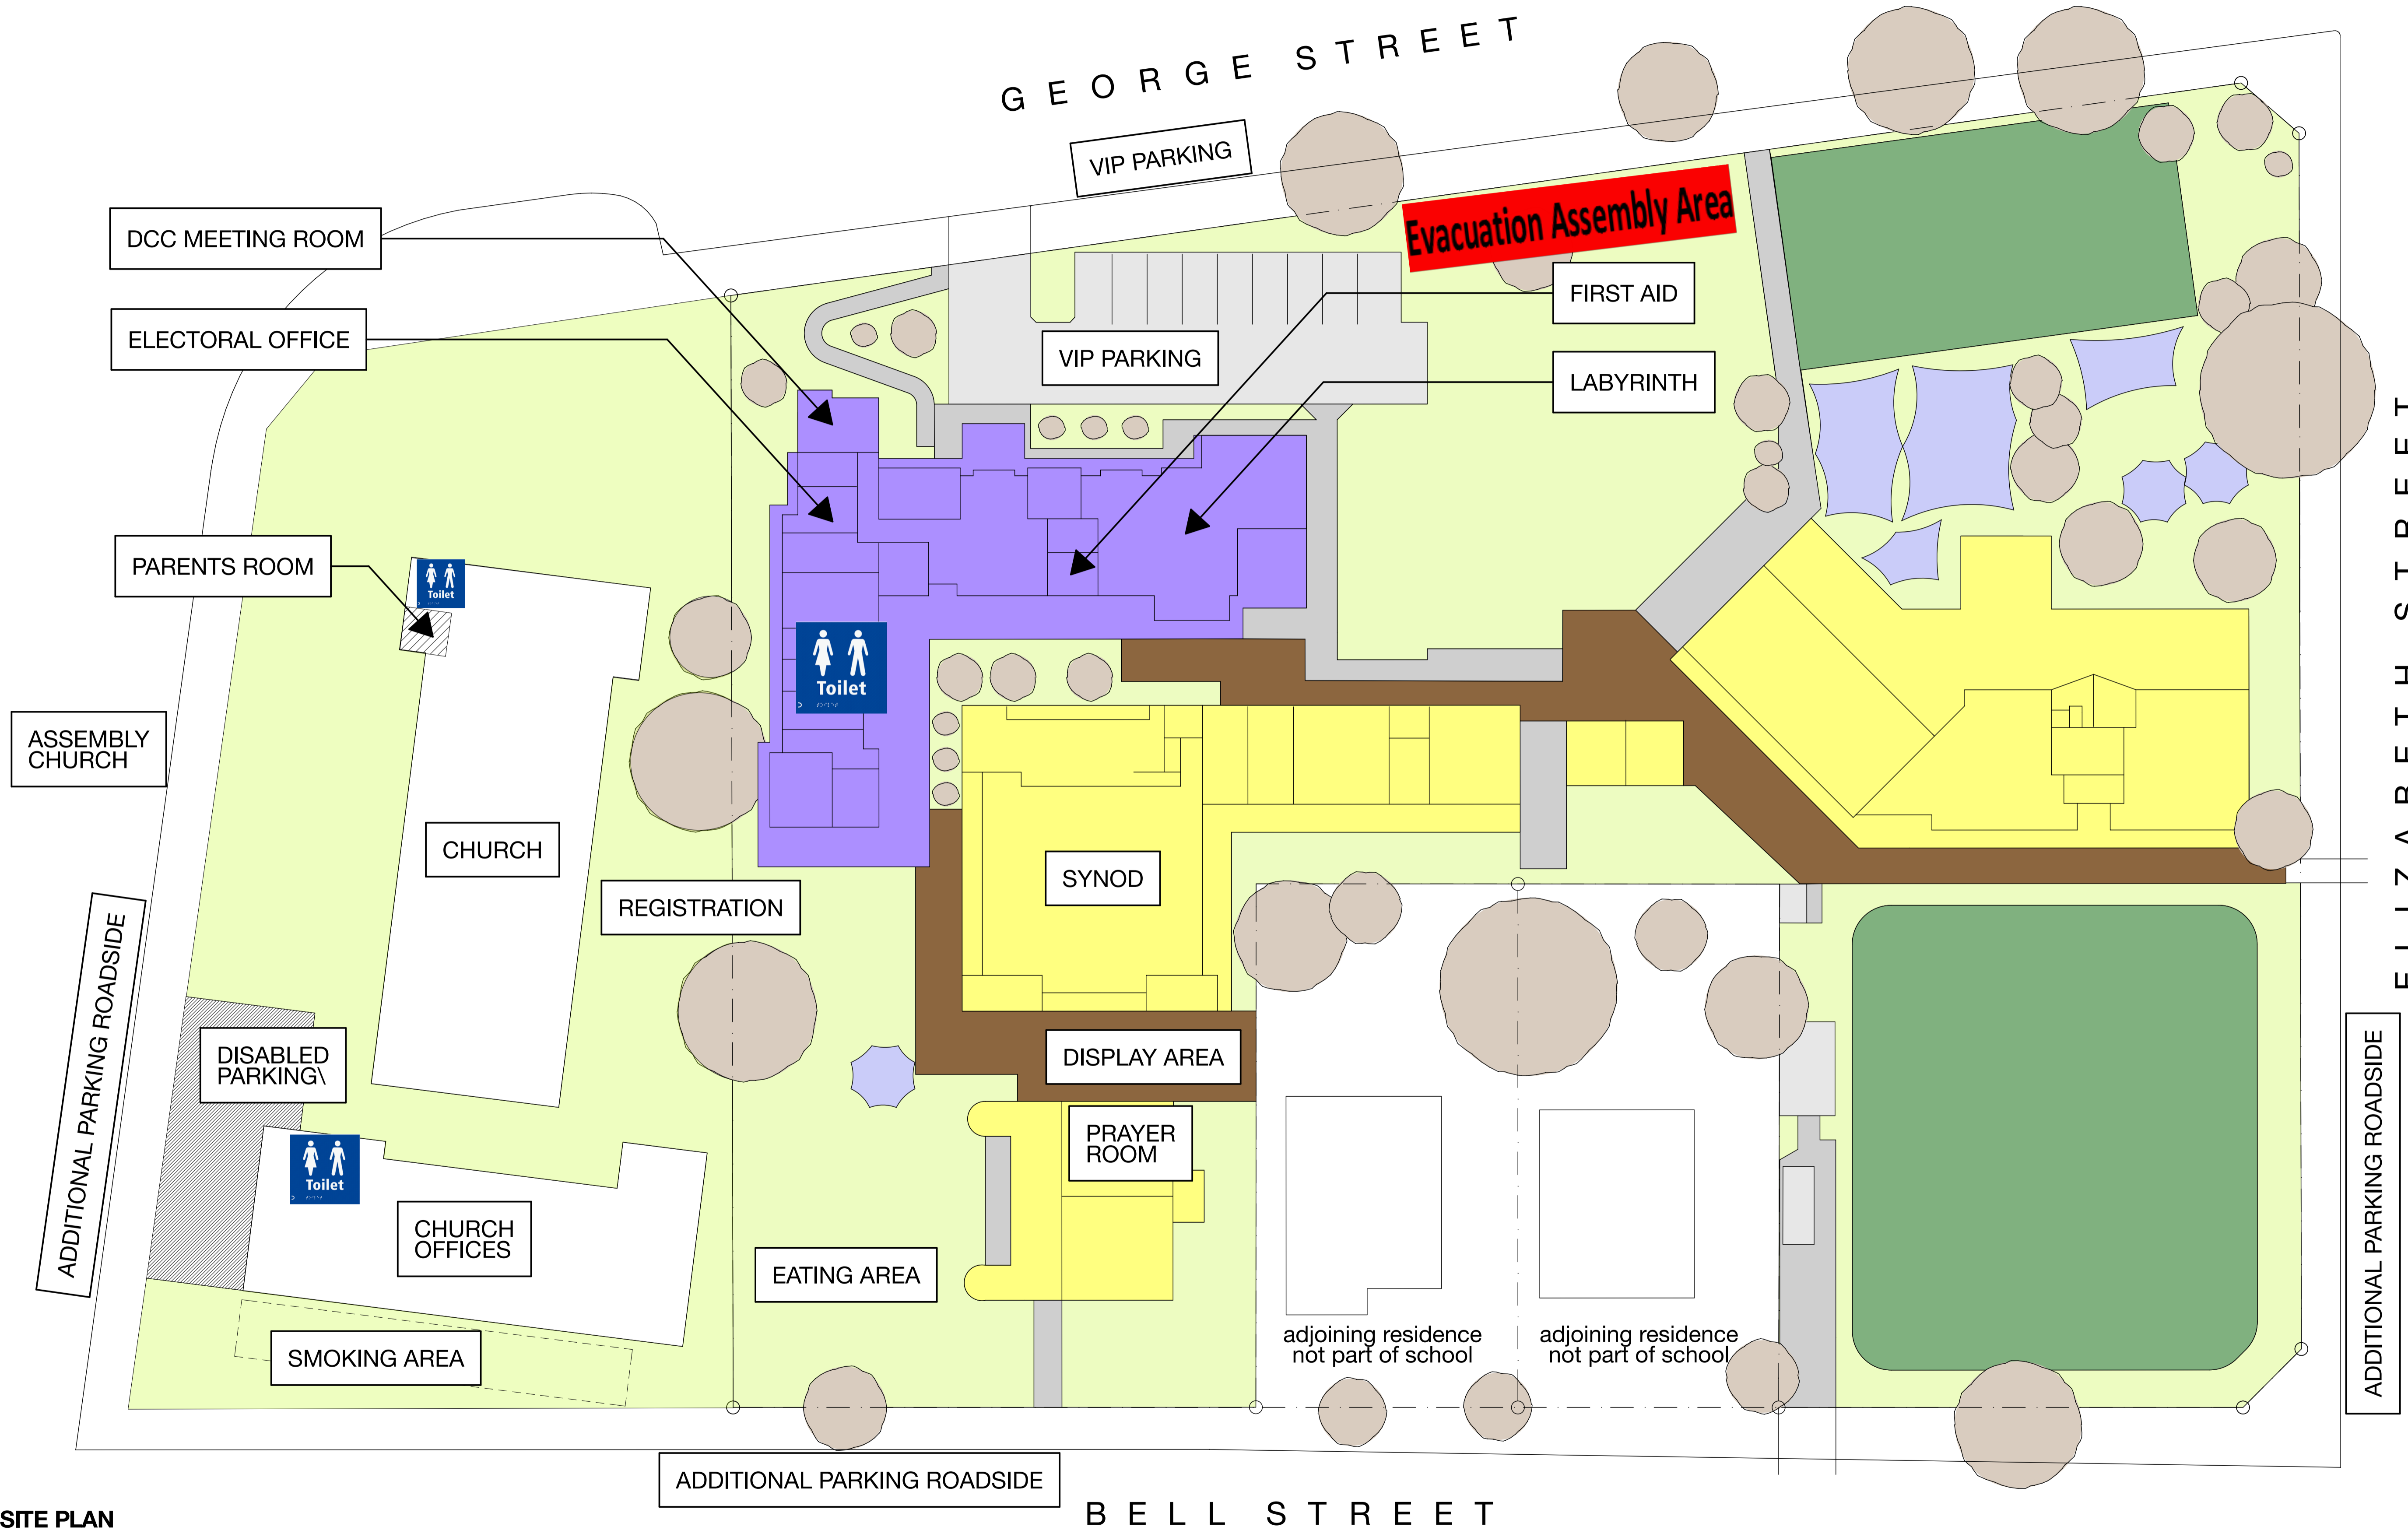 GEORGE STREET
VIP PARKING
Evacuation Assembly Area
DCC MEETING ROOM
FIRST AID
ELECTORAL OFFICE
VIP PARKING
LABYRINTH
ELIZABETH STREET
PARENTS ROOM
Toilet
Toilet
ASSEMBLY
CHURCH
CHURCH
SYNOD
REGISTRATION
ADDITIONAL PARKING ROADSIDE
DISABLED
PARKING\
DISPLAY AREA
PRAYER
ROOM
Toilet
CHURCH
OFFICES
EATING AREA
ADDITIONAL PARKING ROADSIDE
adjoining residence
not part of school
adjoining residence
not part of school
SMOKING AREA
ADDITIONAL PARKING ROADSIDE
BELL STREET
SITE PLAN